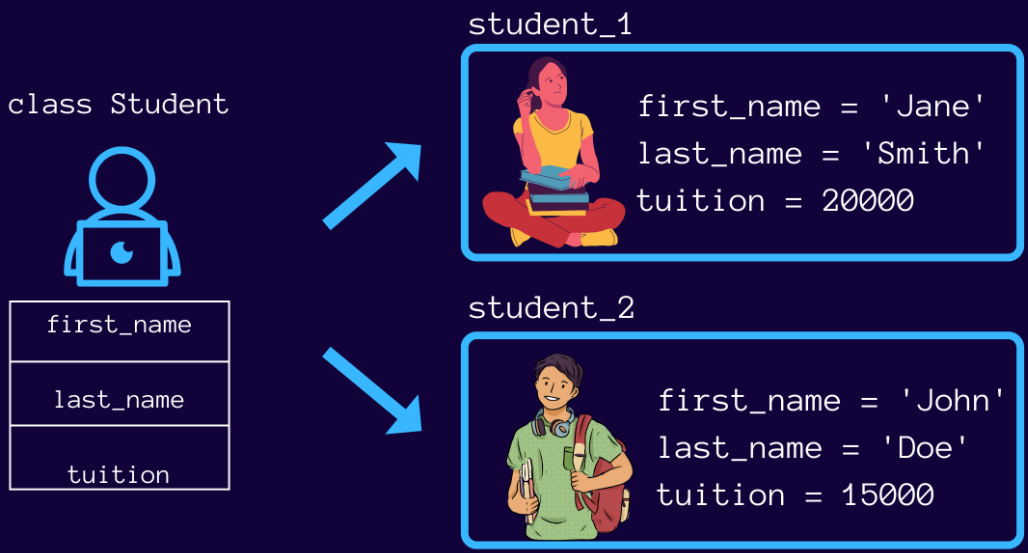 class Student
first_name
last_name
tuition
student_1
first_name = 'Jane'
last_name = 'Smith'
tuition = 20000
student_2
first_name = 'John'
last_name = 'Doe'
tuition = 15000